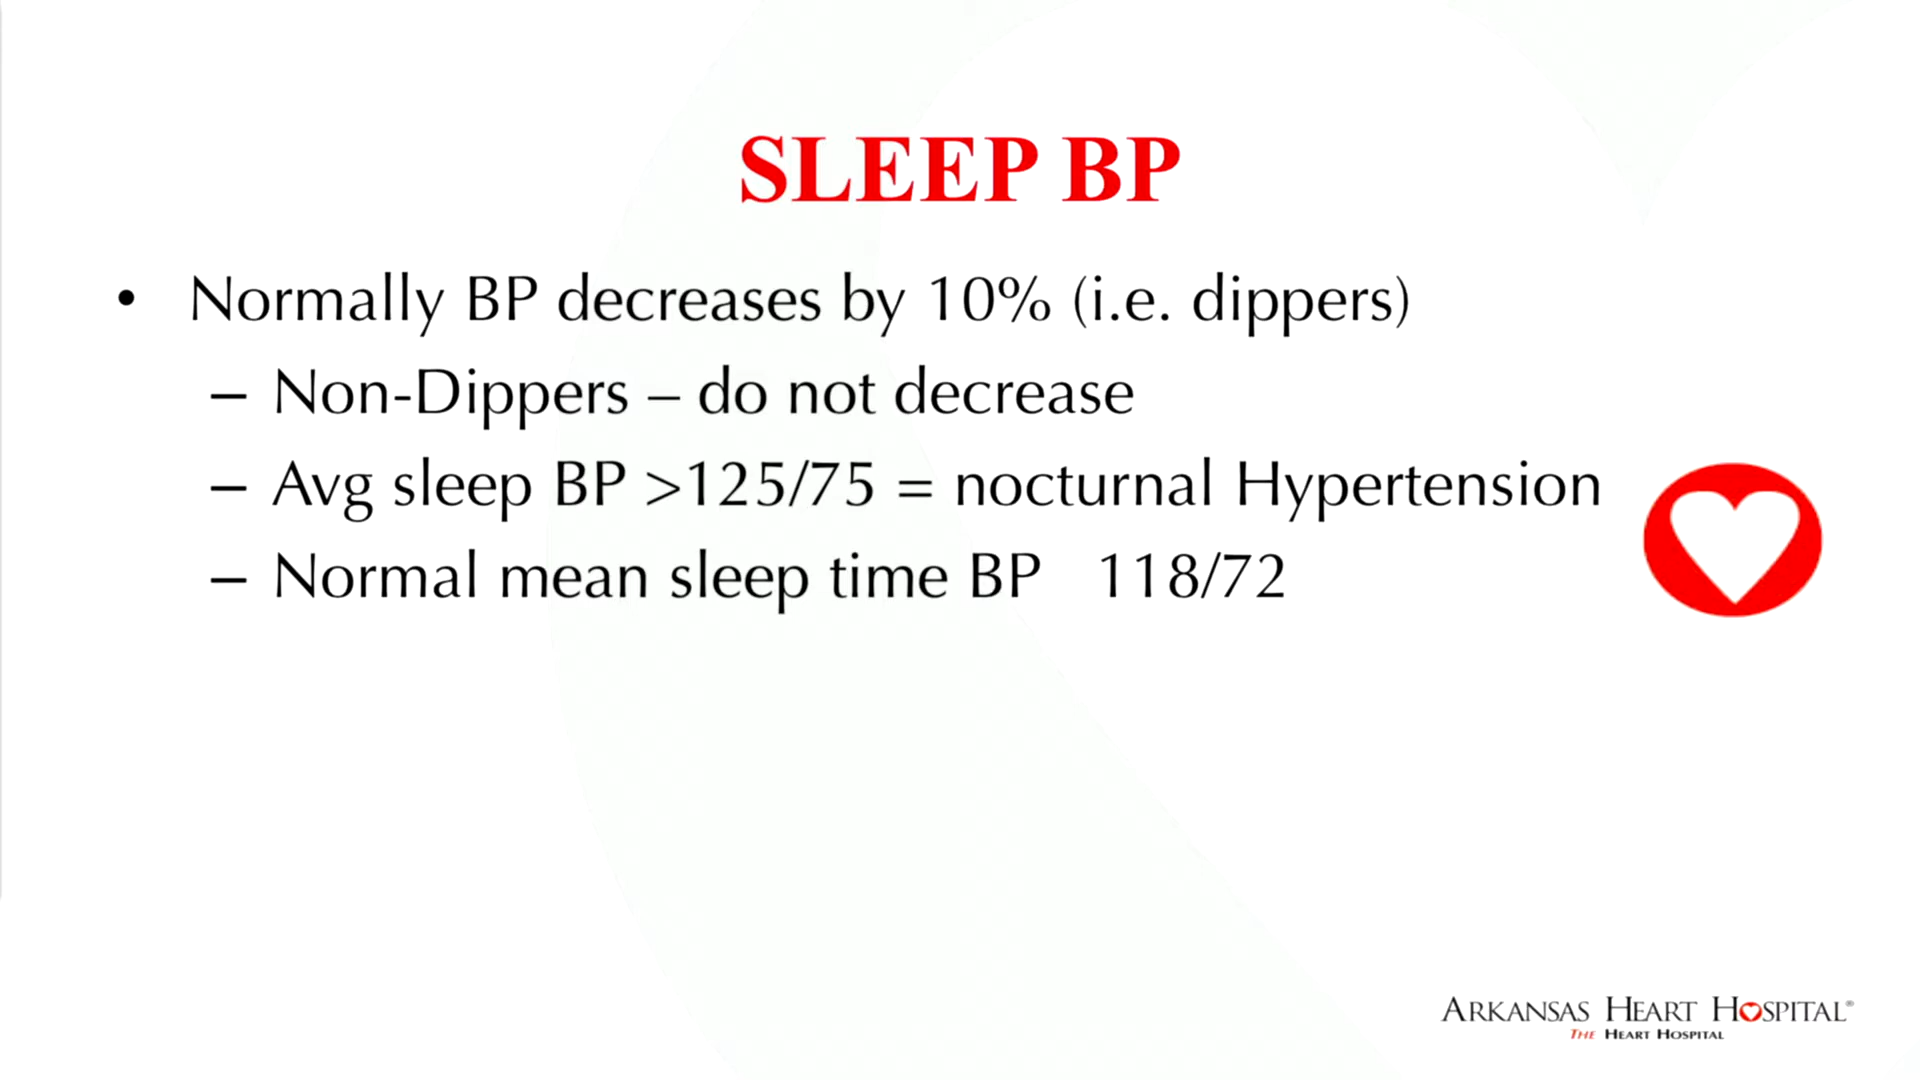 SLEEP BP
• Normally BP decreases by 10% (i.e. dippers)
– Non-Dippers – do not decrease
– Avg sleep BP >125/75 = nocturnal Hypertension
– Normal mean sleep time BP 118/72
ARKANSAS HEART HOSPITAL®
THE HEART HOSPITAL